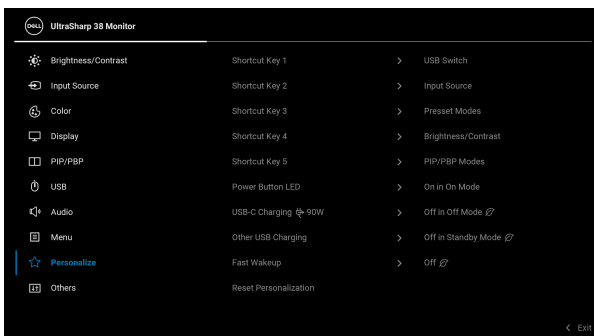 DELL UltraSharp 38 Monitor
Brightness/Contrast Shortcut Key 1 > USB Switch
Input Source Shortcut Key 2 > Input Source
Color Shortcut Key 3 > Presset Modes
Display Shortcut Key 4 > Brightness/Contrast
PIP/PBP Shortcut Key 5 > PIP/PBP Modes
USB Power Button LED > On in On Mode
Audio USB-C Charging 90W > Off in Off Mode
Menu Other USB Charging > Off in Standby Mode
Personalize Fast Wakeup > Off
Others Reset Personalization
< Exit